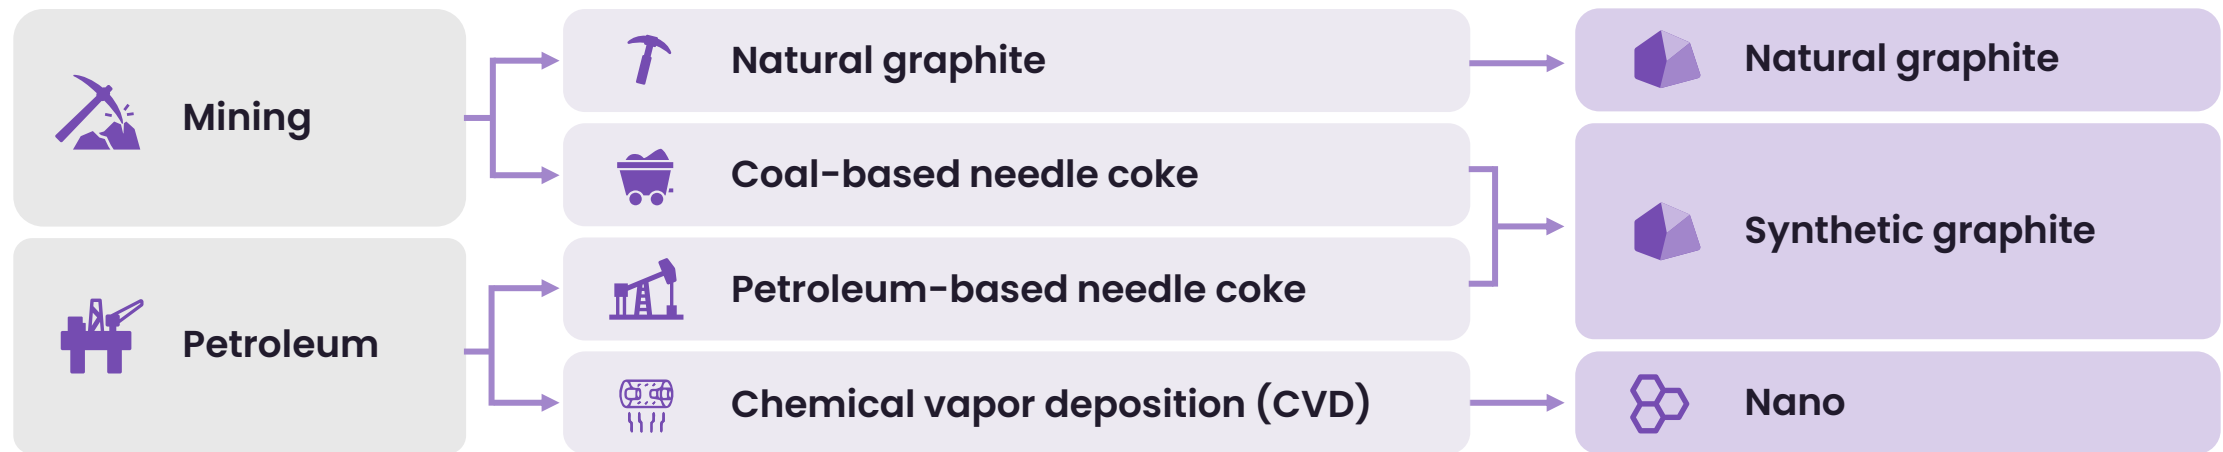 Mining
Natural graphite
Coal-based needle coke
Natural graphite
Synthetic graphite
Petroleum
Petroleum-based needle coke
Chemical vapor deposition (CVD)
Nano